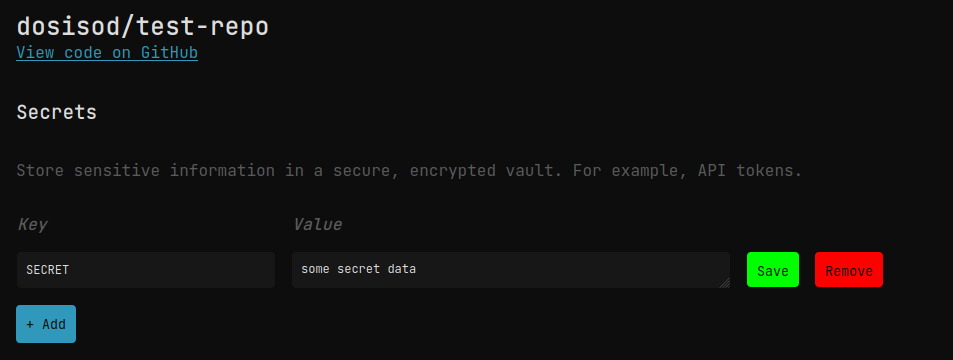 dosisod/test-repo
View code on GitHub
Secrets
Store sensitive information in a secure, encrypted vault. For example, API tokens.
Key Value
SECRET some secret data Save Remove
+ Add